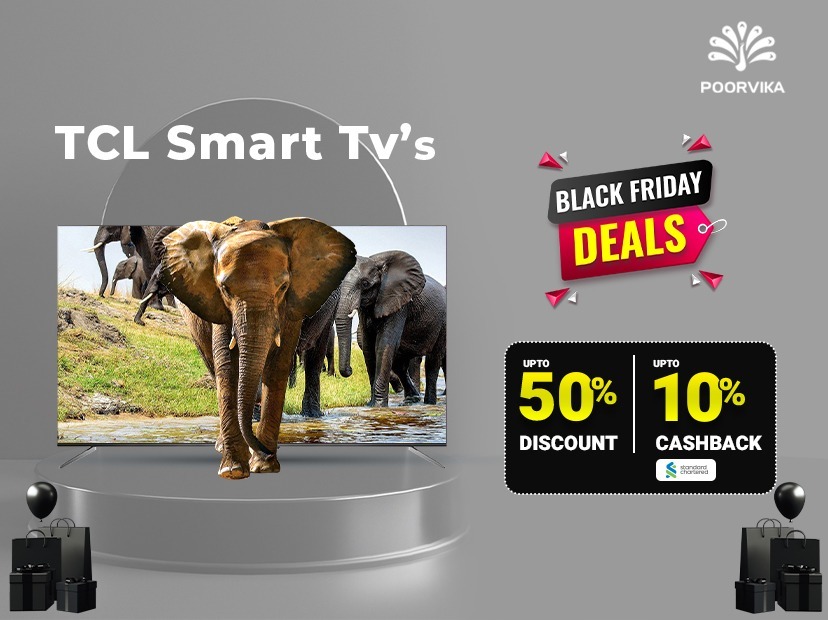 POORVIKA
TCL Smart Tv's
BLACK FRIDAY
DEALS
UPTO
50%
DISCOUNT
UPTO
10%
CASHBACK
standard
chartered